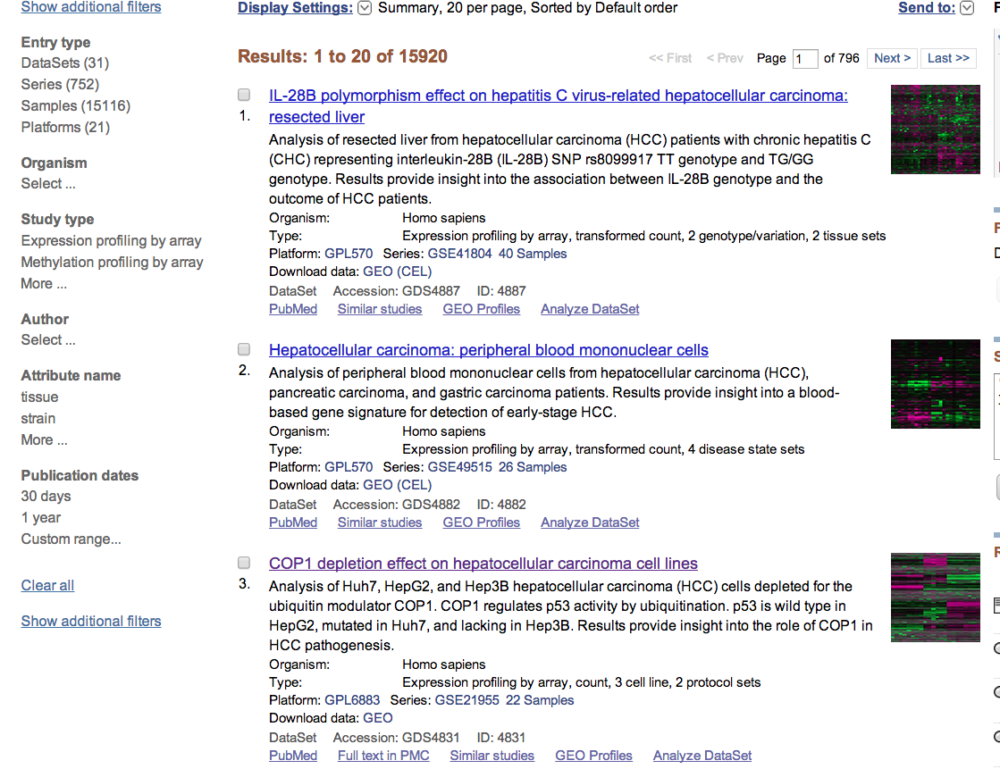 Show additional filters
Entry type
DataSets (31)
Series (752)
Samples (15116)
Platforms (21)
Organism
Select ...
Study type
Expression profiling by array
Methylation profiling by array
More ...
Author
Select ...
Attribute name
tissue
strain
More ...
Publication dates
30 days
1 year
Custom range...
Clear all
Show additional filters
Display Settings: Summary, 20 per page, Sorted by Default order
Send to:
Results: 1 to 20 of 15920
<< First < Prev Page 1 of 796 Next > Last >>
1. IL-28B polymorphism effect on hepatitis C virus-related hepatocellular carcinoma:
resected liver
Analysis of resected liver from hepatocellular carcinoma (HCC) patients with chronic hepatitis C
(CHC) representing interleukin-28B (IL-28B) SNP rs8099917 TT genotype and TG/GG
genotype. Results provide insight into the association between IL-28B genotype and the
outcome of HCC patients.
Organism: Homo sapiens
Type: Expression profiling by array, transformed count, 2 genotype/variation, 2 tissue sets
Platform: GPL570 Series: GSE41804 40 Samples
Download data: GEO (CEL)
DataSet Accession: GDS4887 ID: 4887
PubMed Similar studies GEO Profiles Analyze DataSet
2. Hepatocellular carcinoma: peripheral blood mononuclear cells
Analysis of peripheral blood mononuclear cells from hepatocellular carcinoma (HCC),
pancreatic carcinoma, and gastric carcinoma patients. Results provide insight into a blood-
based gene signature for detection of early-stage HCC.
Organism: Homo sapiens
Type: Expression profiling by array, transformed count, 4 disease state sets
Platform: GPL570 Series: GSE49515 26 Samples
Download data: GEO (CEL)
DataSet Accession: GDS4882 ID: 4882
PubMed Similar studies GEO Profiles Analyze DataSet
3. COP1 depletion effect on hepatocellular carcinoma cell lines
Analysis of Huh7, HepG2, and Hep3B hepatocellular carcinoma (HCC) cells depleted for the
ubiquitin modulator COP1. COP1 regulates p53 activity by ubiquitination. p53 is wild type in
HepG2, mutated in Huh7, and lacking in Hep3B. Results provide insight into the role of COP1 in
HCC pathogenesis.
Organism: Homo sapiens
Type: Expression profiling by array, count, 3 cell line, 2 protocol sets
Platform: GPL6883 Series: GSE21955 22 Samples
Download data: GEO
DataSet Accession: GDS4831 ID: 4831
PubMed Full text in PMC Similar studies GEO Profiles Analyze DataSet